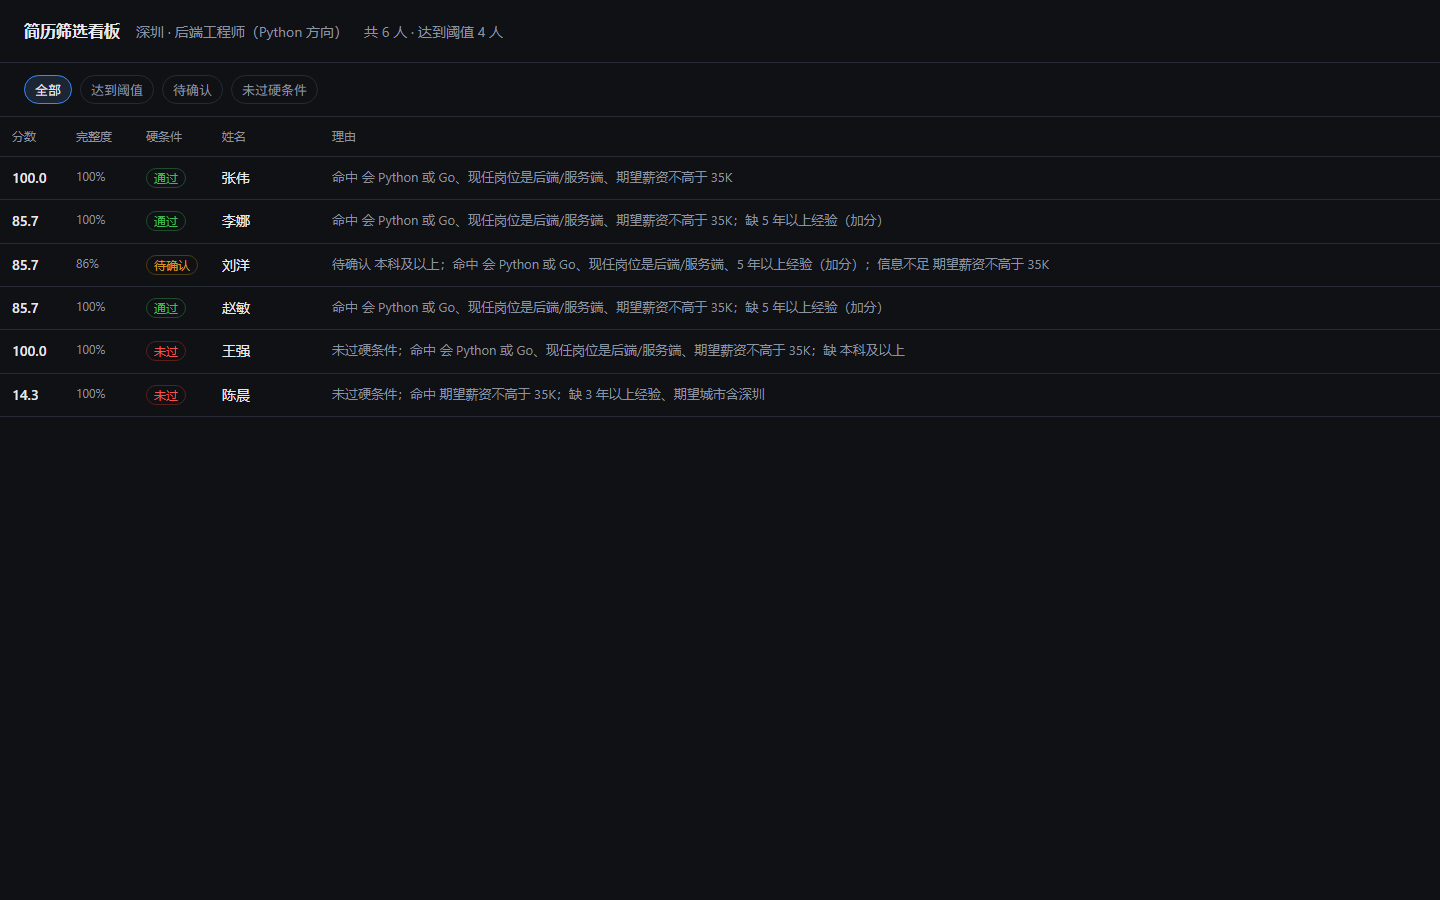 简历筛选看板 深圳 · 后端工程师（Python 方向） 共 6 人 · 达到阈值 4 人
全部 达到阈值 待确认 未过硬条件
分数 完整度 硬条件 姓名 理由
100.0 100% 通过 张伟 命中 会 Python 或 Go、现任岗位是后端/服务端、期望薪资不高于 35K
85.7 100% 通过 李娜 命中 会 Python 或 Go、现任岗位是后端/服务端、期望薪资不高于 35K；缺 5 年以上经验（加分）
85.7 86% 待确认 刘洋 待确认 本科及以上；命中 会 Python 或 Go、现任岗位是后端/服务端、5 年以上经验（加分）；信息不足 期望薪资不高于 35K
85.7 100% 通过 赵敏 命中 会 Python 或 Go、现任岗位是后端/服务端、期望薪资不高于 35K；缺 5 年以上经验（加分）
100.0 100% 未过 王强 未过硬条件；命中 会 Python 或 Go、现任岗位是后端/服务端、期望薪资不高于 35K；缺 本科及以上
14.3 100% 未过 陈晨 未过硬条件；命中 期望薪资不高于 35K；缺 3 年以上经验、期望城市含深圳